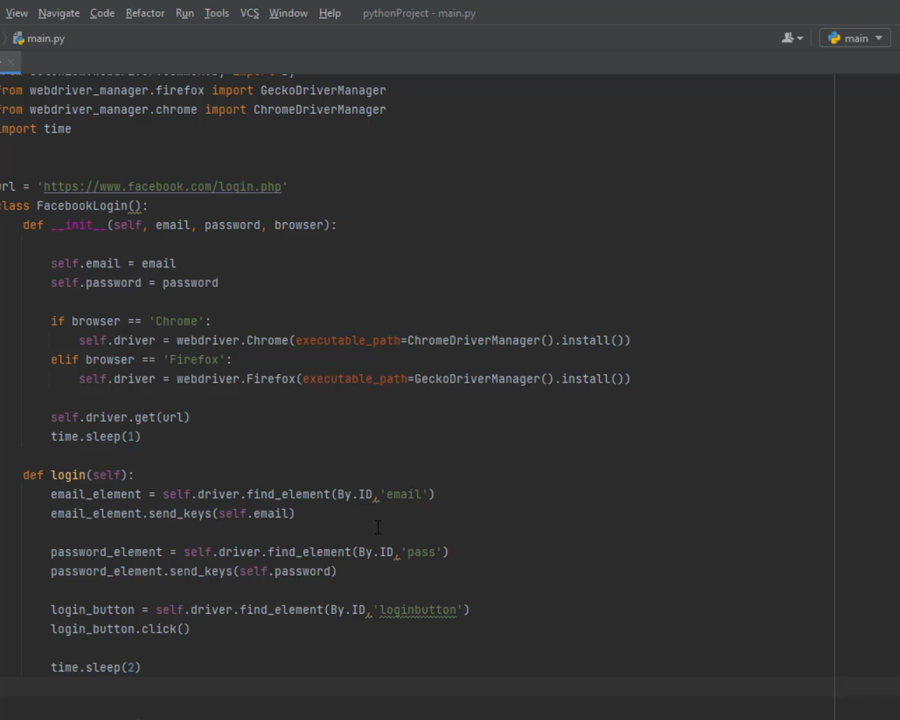 View Navigate Code Refactor Run Tools VCS Window Help pythonProject - main.py
main.py main
from webdriver_manager.firefox import GeckoDriverManager
from webdriver_manager.chrome import ChromeDriverManager
import time
url = 'https://www.facebook.com/login.php'
class FacebookLogin():
def __init__(self, email, password, browser):
self.email = email
self.password = password
if browser == 'Chrome':
self.driver = webdriver.Chrome(executable_path=ChromeDriverManager().install())
elif browser == 'Firefox':
self.driver = webdriver.Firefox(executable_path=GeckoDriverManager().install())
self.driver.get(url)
time.sleep(1)
def login(self):
email_element = self.driver.find_element(By.ID,'email')
email_element.send_keys(self.email)
password_element = self.driver.find_element(By.ID,'pass')
password_element.send_keys(self.password)
login_button = self.driver.find_element(By.ID,'loginbutton')
login_button.click()
time.sleep(2)